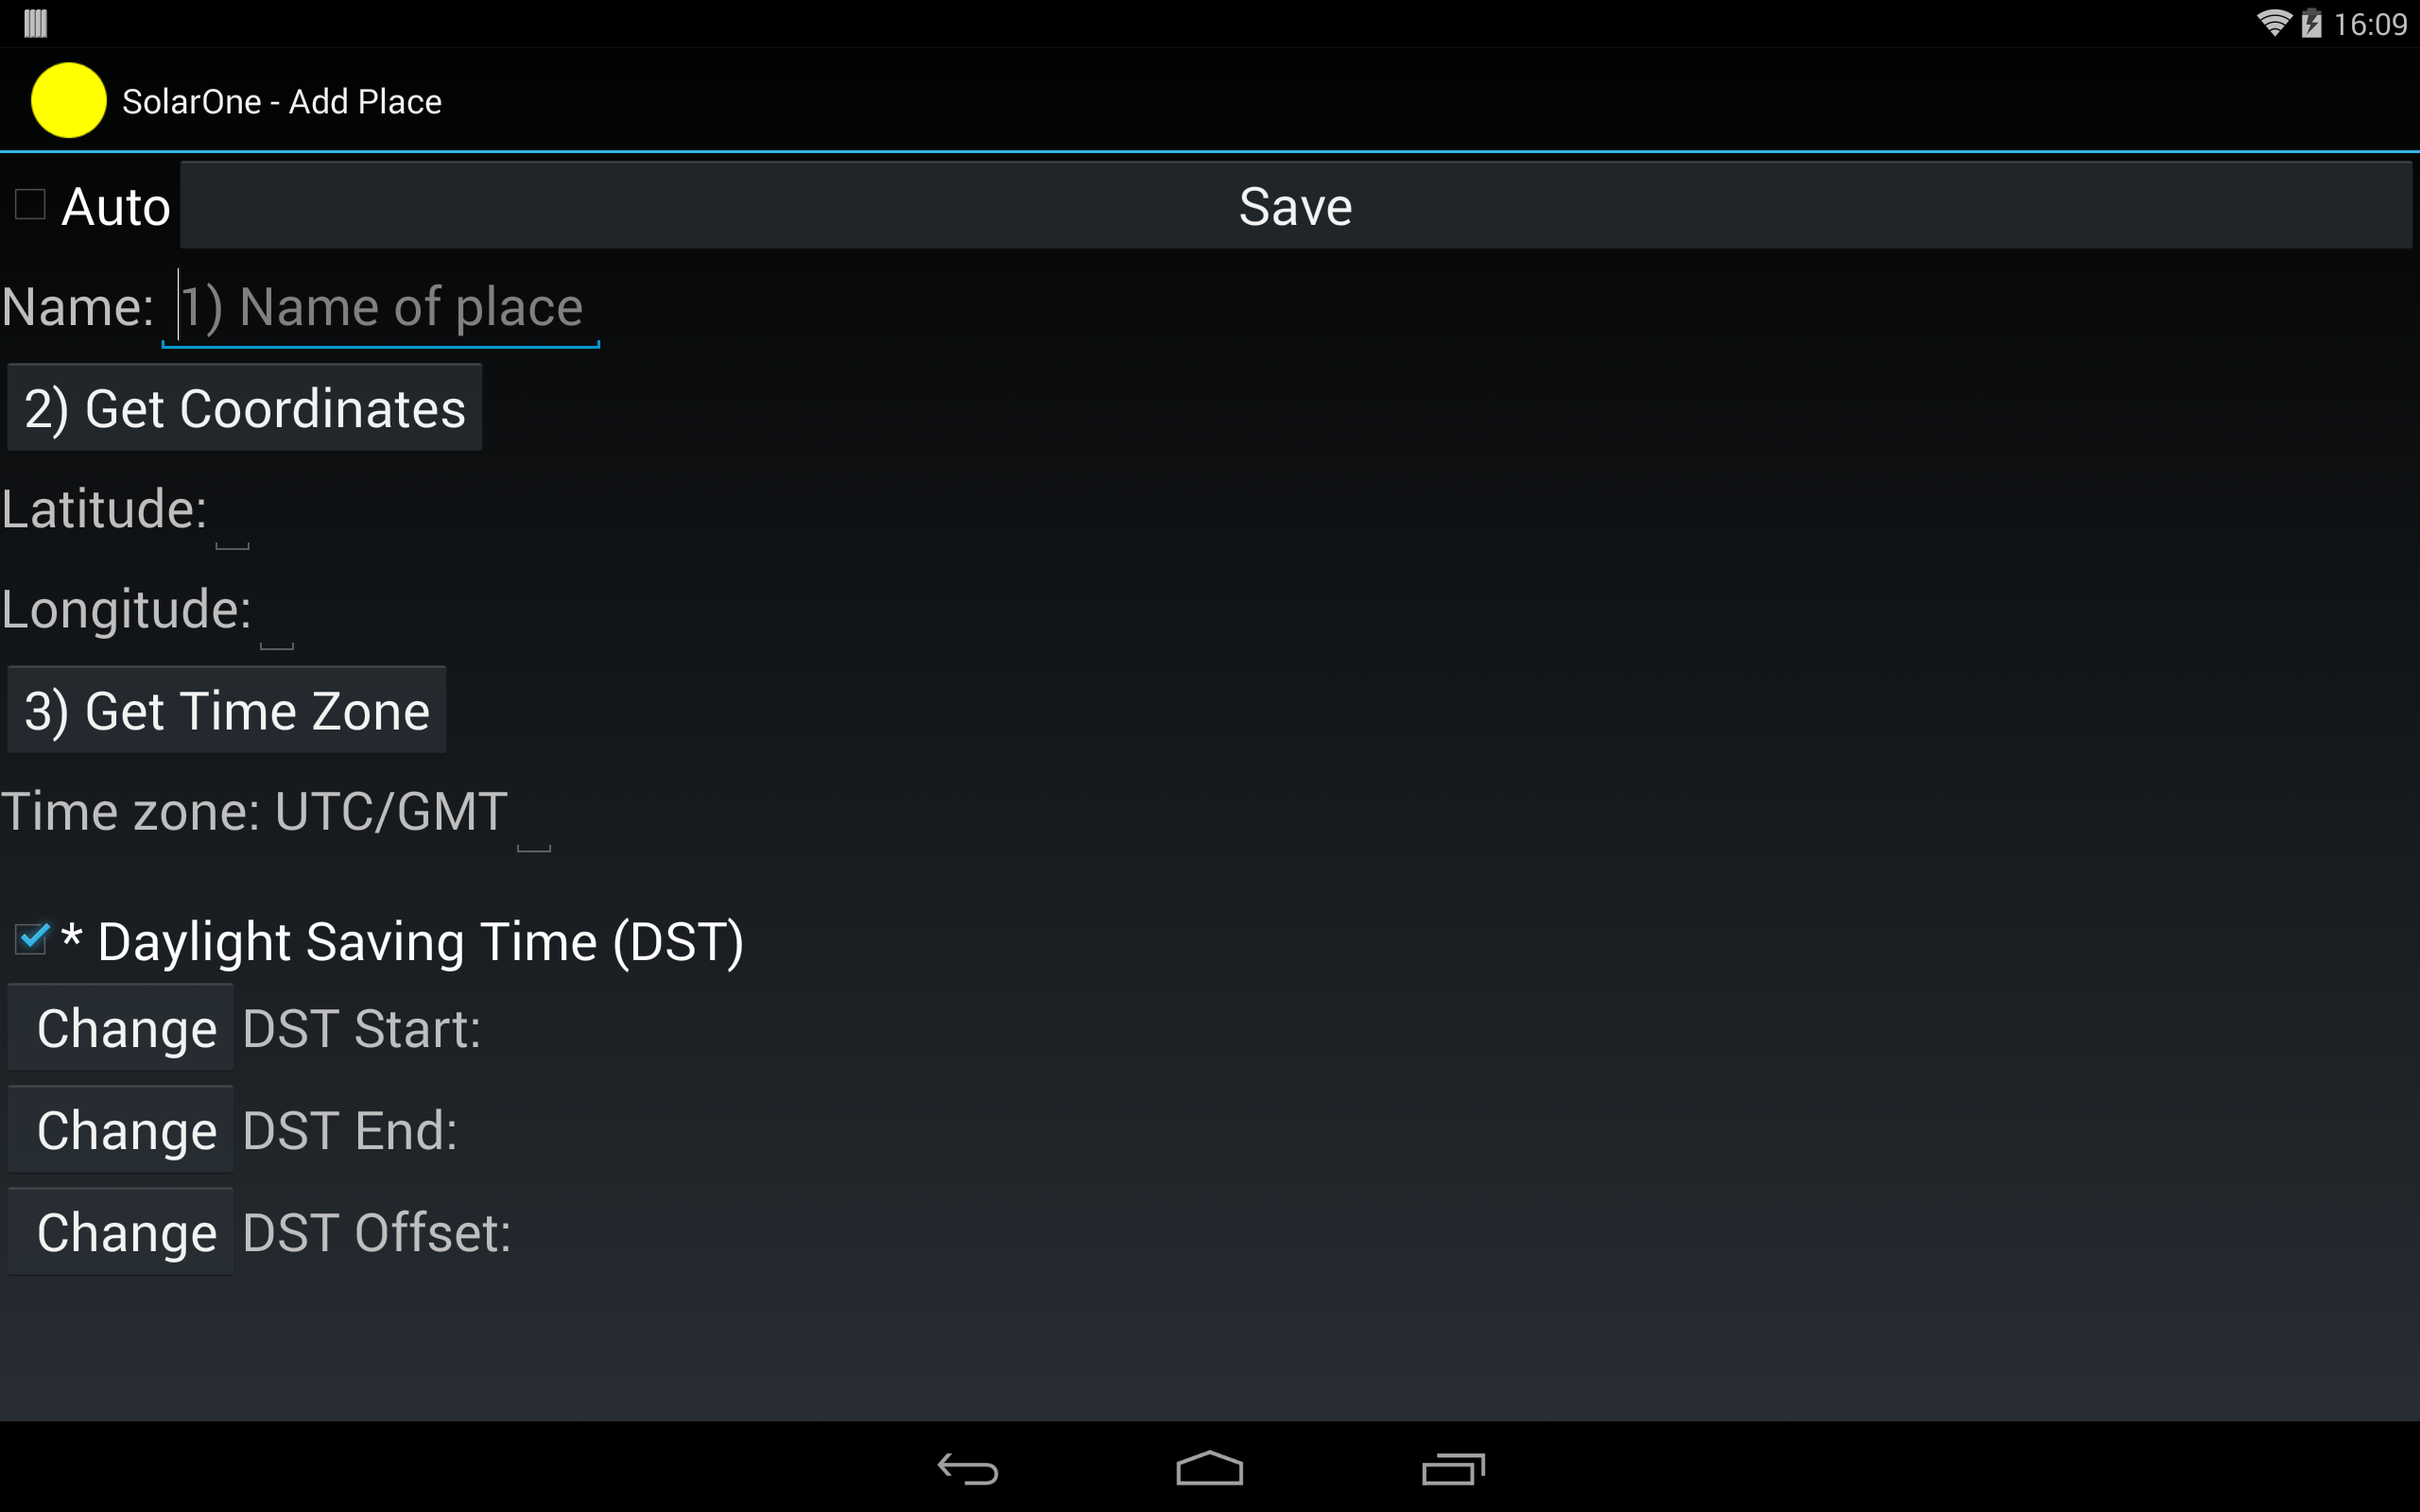 16:09
SolarOne - Add Place
Auto Save
Name: 1) Name of place
2) Get Coordinates
Latitude:
Longitude:
3) Get Time Zone
Time zone: UTC/GMT
* Daylight Saving Time (DST)
Change DST Start:
Change DST End:
Change DST Offset: